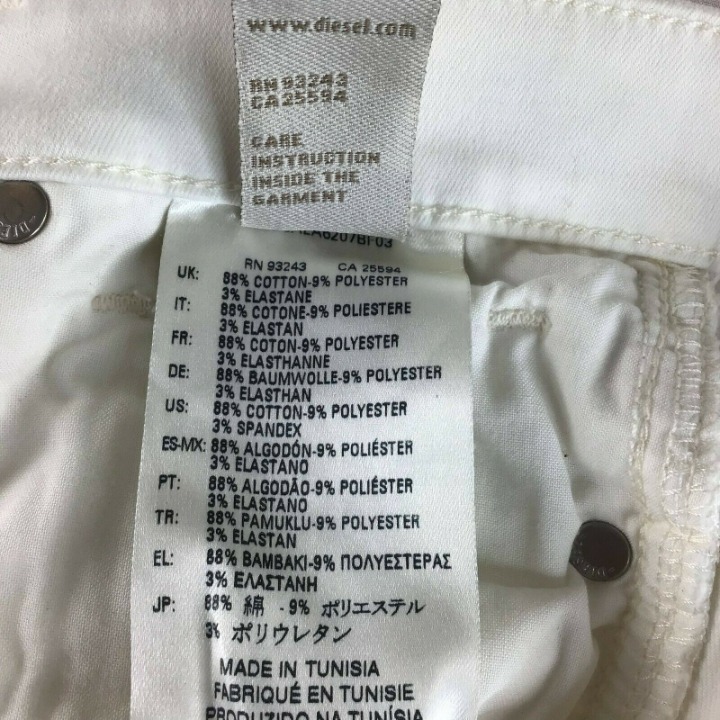 www.diesel.com
RN 93243
CA 25594
CARE
INSTRUCTION
INSIDE THE
GARMENT
RN 93243 CA 25594
UK: 88% COTTON-9% POLYESTER
3% ELASTANE
IT: 88% COTONE-9% POLIESTERE
3% ELASTAN
FR: 88% COTON-9% POLYESTER
3% ELASTHANNE
DE: 88% BAUMWOLLE-9% POLYESTER
3% ELASTHAN
US: 88% COTTON-9% POLYESTER
3% SPANDEX
ES-MX: 88% ALGODÓN-9% POLIÉSTER
3% ELASTANO
PT: 88% ALGODÃO-9% POLIÉSTER
3% ELASTANO
TR: 88% PAMUKLU-9% POLYESTER
3% ELASTAN
EL: 88% ΒΑΜΒΑΚΙ-9% ΠΟΛΥΕΣΤΕΡΑΣ
3% ΕΛΑΣΤΑΝΗ
JP: 88% 綿 - 9% ポリエステル
3% ポリウレタン
MADE IN TUNISIA
FABRIQUÉ EN TUNISIE
PRODUZIDO NA TUNÍSIA